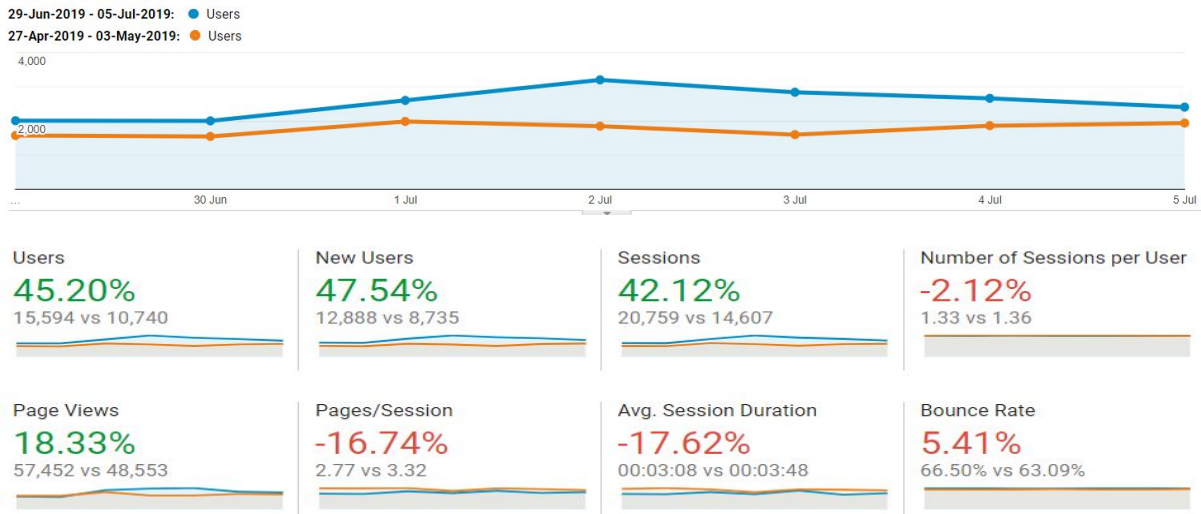 29-Jun-2019 - 05-Jul-2019: Users
27-Apr-2019 - 03-May-2019: Users
4,000
2,000
... 30 Jun 1 Jul 2 Jul 3 Jul 4 Jul 5 Jul
Users New Users Sessions Number of Sessions per User
45.20% 47.54% 42.12% -2.12%
15,594 vs 10,740 12,888 vs 8,735 20,759 vs 14,607 1.33 vs 1.36
Page Views Pages/Session Avg. Session Duration Bounce Rate
18.33% -16.74% -17.62% 5.41%
57,452 vs 48,553 2.77 vs 3.32 00:03:08 vs 00:03:48 66.50% vs 63.09%